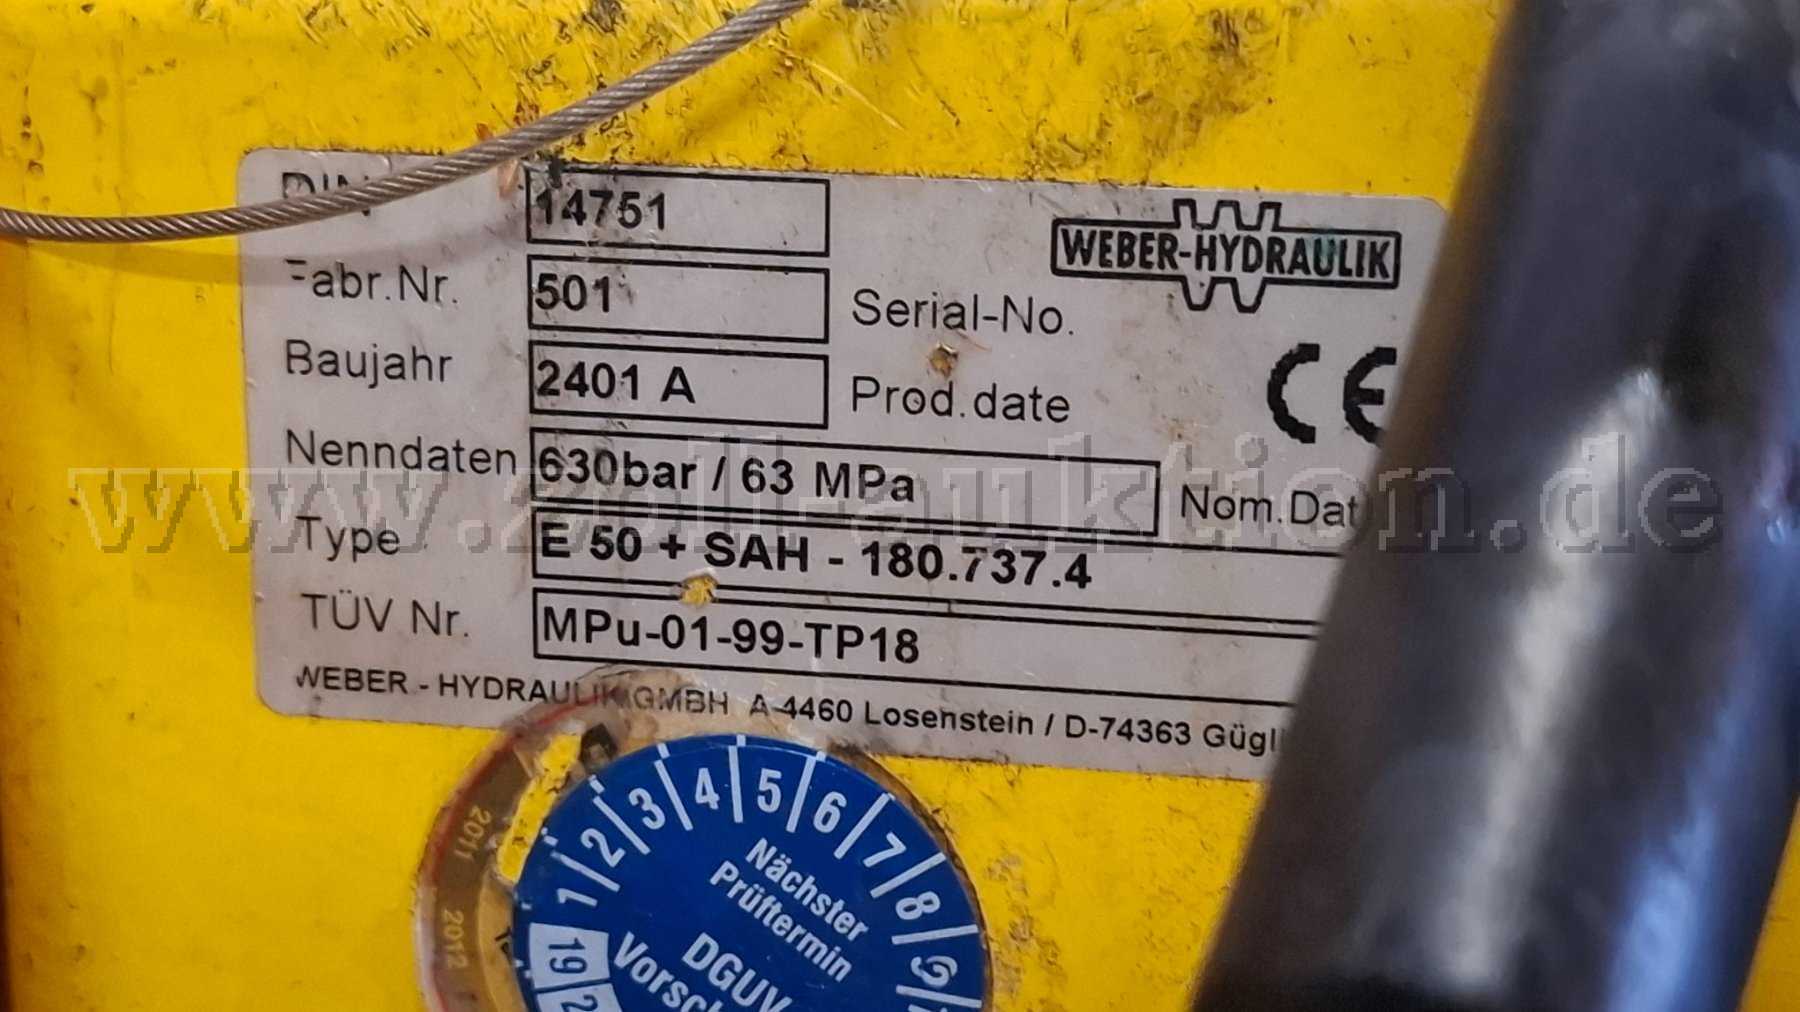 DIN 14751
WEBER-HYDRAULIK
Fabr.Nr. 501 Serial-No.
Baujahr 2401 A Prod.date
CE
Nenndaten 630bar / 63 MPa Nom.Dat
Type E 50 + SAH - 180.737.4
TÜV Nr. MPu-01-99-TP18
WEBER - HYDRAULIK GMBH A-4460 Losenstein / D-74363 Gügl
www.zoll-auktion.de
1 2 3 4 5 6 7 8 9
Nächster
Prüftermin
DGUV
Vorsch
19
2011
2012